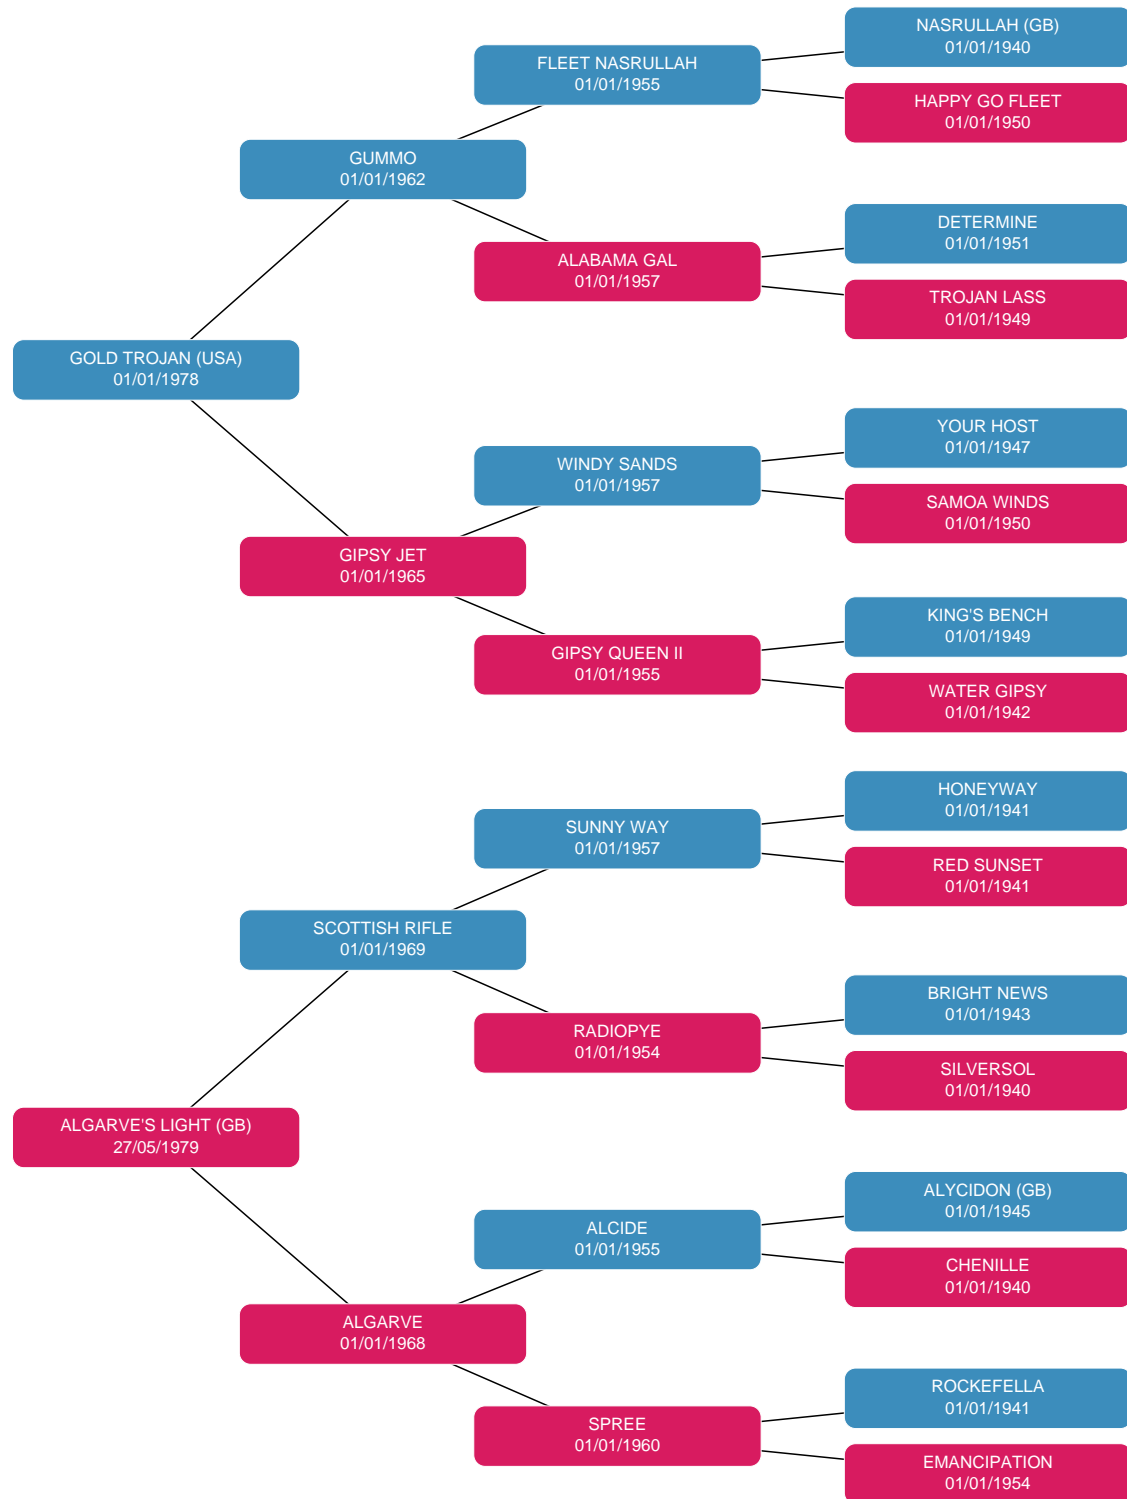 NASRULLAH (GB)
01/01/1940
FLEET NASRULLAH
01/01/1955
HAPPY GO FLEET
01/01/1950
GUMMO
01/01/1962
DETERMINE
01/01/1951
ALABAMA GAL
01/01/1957
TROJAN LASS
01/01/1949
GOLD TROJAN (USA)
01/01/1978
YOUR HOST
01/01/1947
WINDY SANDS
01/01/1957
SAMOA WINDS
01/01/1950
GIPSY JET
01/01/1965
KING'S BENCH
01/01/1949
GIPSY QUEEN II
01/01/1955
WATER GIPSY
01/01/1942
HONEYWAY
01/01/1941
SUNNY WAY
01/01/1957
RED SUNSET
01/01/1941
SCOTTISH RIFLE
01/01/1969
BRIGHT NEWS
01/01/1943
RADIOPYE
01/01/1954
SILVERSOL
01/01/1940
ALGARVE'S LIGHT (GB)
27/05/1979
ALYCIDON (GB)
01/01/1945
ALCIDE
01/01/1955
CHENILLE
01/01/1940
ALGARVE
01/01/1968
ROCKEFELLA
01/01/1941
SPREE
01/01/1960
EMANCIPATION
01/01/1954